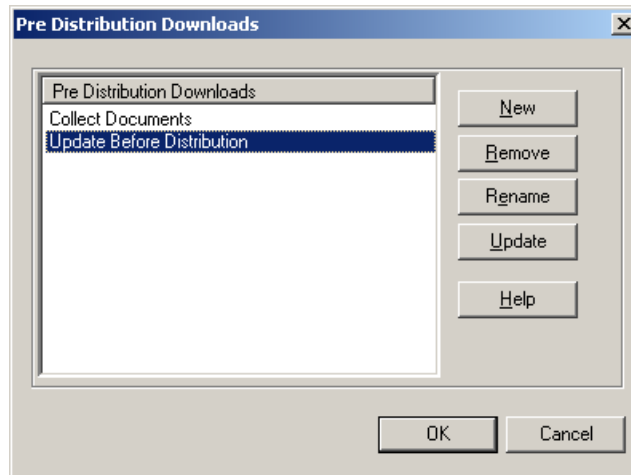 Pre Distribution Downloads
Pre Distribution Downloads
Collect Documents
Update Before Distribution
New
Remove
Rename
Update
Help
OK
Cancel